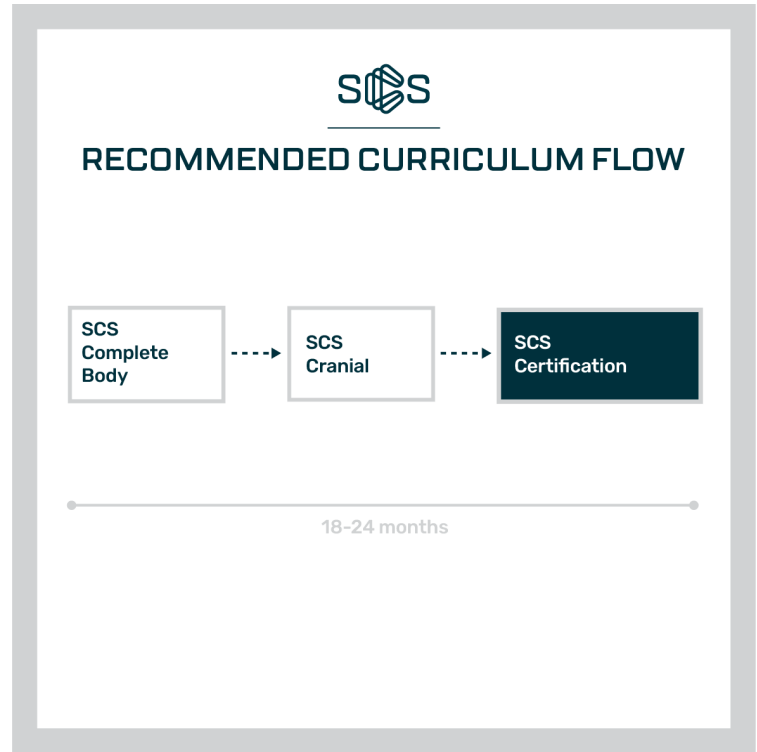 SCS
RECOMMENDED CURRICULUM FLOW
SCS
Complete
Body
SCS
Cranial
SCS
Certification
18-24 months